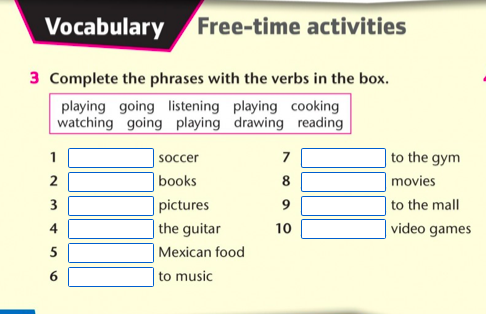 Vocabulary Free-time activities
3 Complete the phrases with the verbs in the box.
playing going listening playing cooking
watching going playing drawing reading
1 soccer
2 books
3 pictures
4 the guitar
5 Mexican food
6 to music
7 to the gym
8 movies
9 to the mall
10 video games